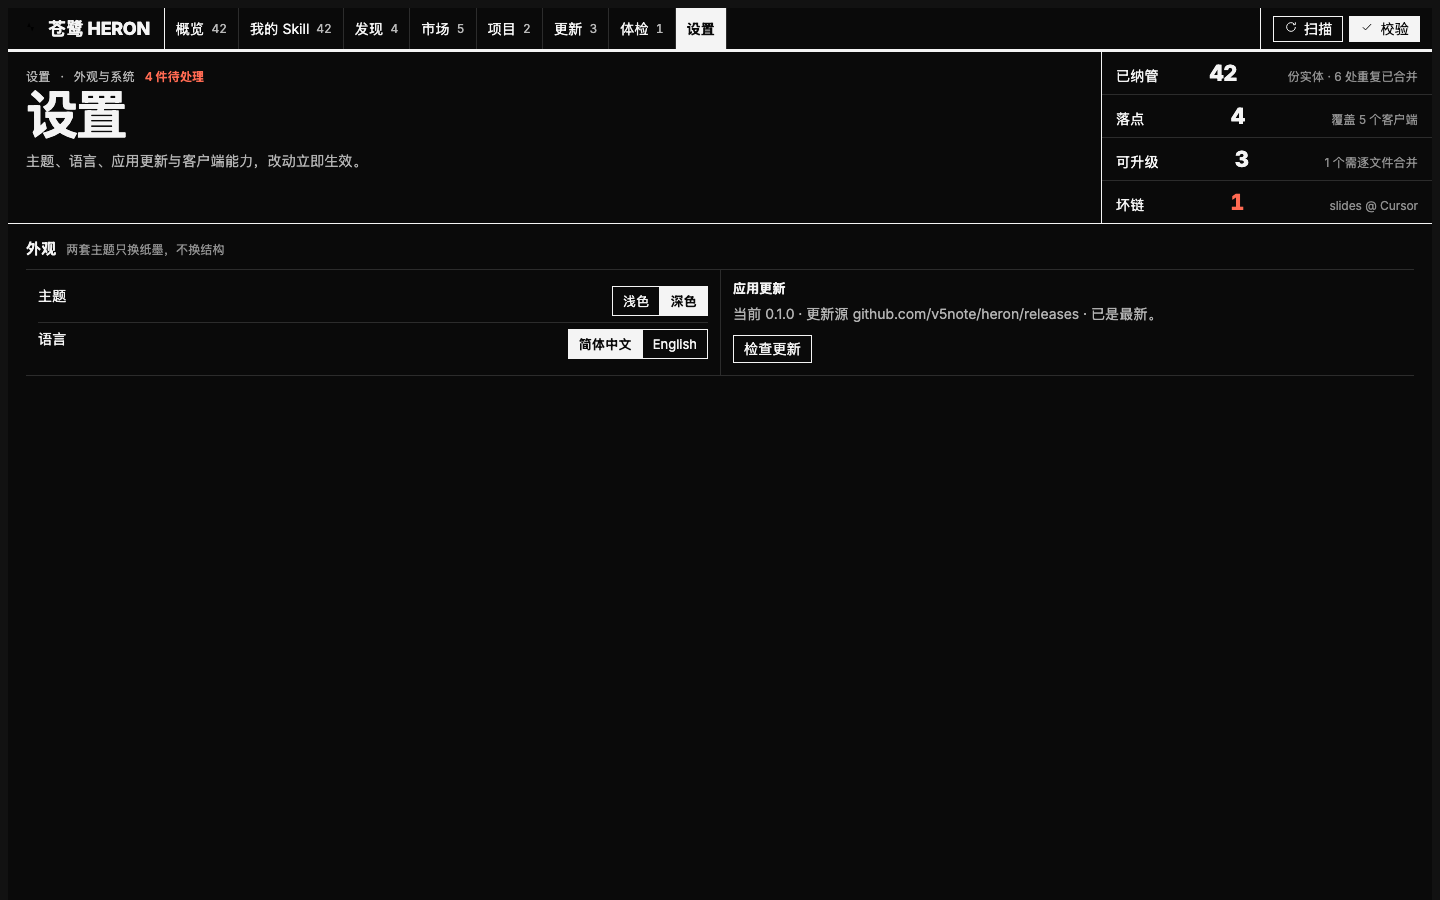 苍鹭 HERON 概览 42 我的 Skill 42 发现 4 市场 5 项目 2 更新 3 体检 1 设置 扫描 校验
设置 · 外观与系统 4 件待处理
设置
主题、语言、应用更新与客户端能力，改动立即生效。
已纳管 42 份实体 · 6 处重复已合并
落点 4 覆盖 5 个客户端
可升级 3 1 个需逐文件合并
坏链 1 slides @ Cursor
外观 两套主题只换纸墨，不换结构
主题 浅色 深色
语言 简体中文 English
应用更新
当前 0.1.0 · 更新源 github.com/v5note/heron/releases · 已是最新。
检查更新